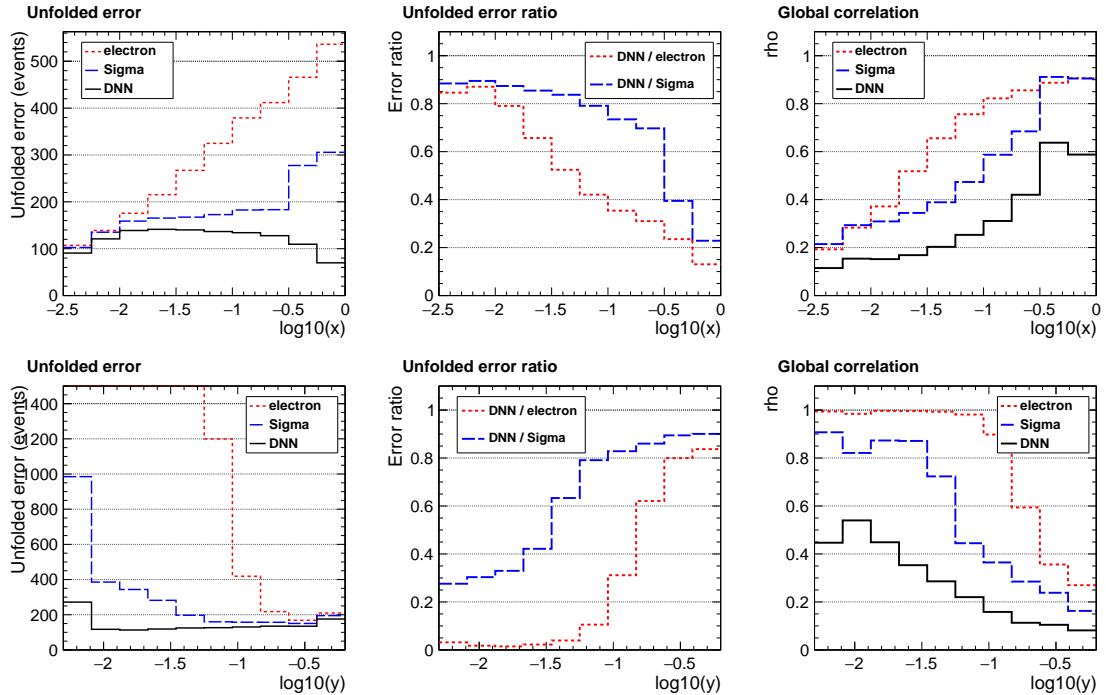 Unfolded error
Unfolded error (events)
500
400
300
200
100
0
electron
Sigma
DNN
−2.5 −2 −1.5 −1 −0.5 0
log10(x)
Unfolded error ratio
Error ratio
1
0.8
0.6
0.4
0.2
0
DNN / electron
DNN / Sigma
−2.5 −2 −1.5 −1 −0.5 0
log10(x)
Global correlation
rho
1
0.8
0.6
0.4
0.2
0
electron
Sigma
DNN
−2.5 −2 −1.5 −1 −0.5 0
log10(x)
Unfolded error
Unfolded error (events)
1400
1200
1000
800
600
400
200
0
electron
Sigma
DNN
−2 −1.5 −1 −0.5
log10(y)
Unfolded error ratio
Error ratio
1
0.8
0.6
0.4
0.2
0
DNN / electron
DNN / Sigma
−2 −1.5 −1 −0.5
log10(y)
Global correlation
rho
1
0.8
0.6
0.4
0.2
0
electron
Sigma
DNN
−2 −1.5 −1 −0.5
log10(y)